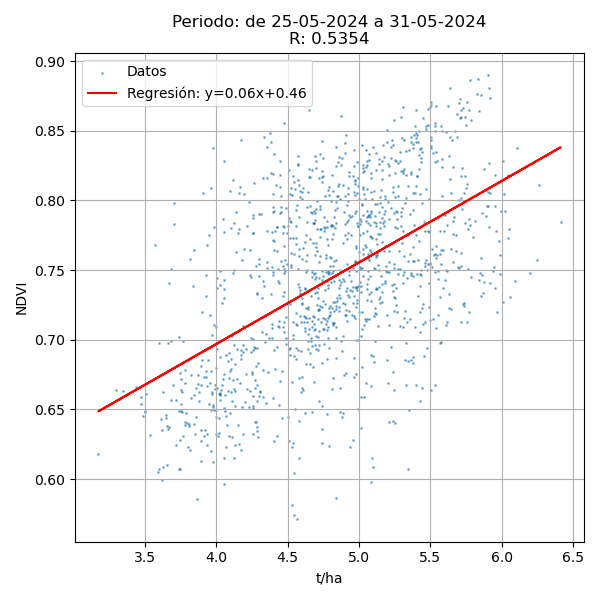 Periodo: de 25-05-2024 a 31-05-2024
R: 0.5354
Datos
Regresión: y=0.06x+0.46
0.90
0.85
0.80
0.75
0.70
0.65
0.60
NDVI
3.5 4.0 4.5 5.0 5.5 6.0 6.5
t/ha